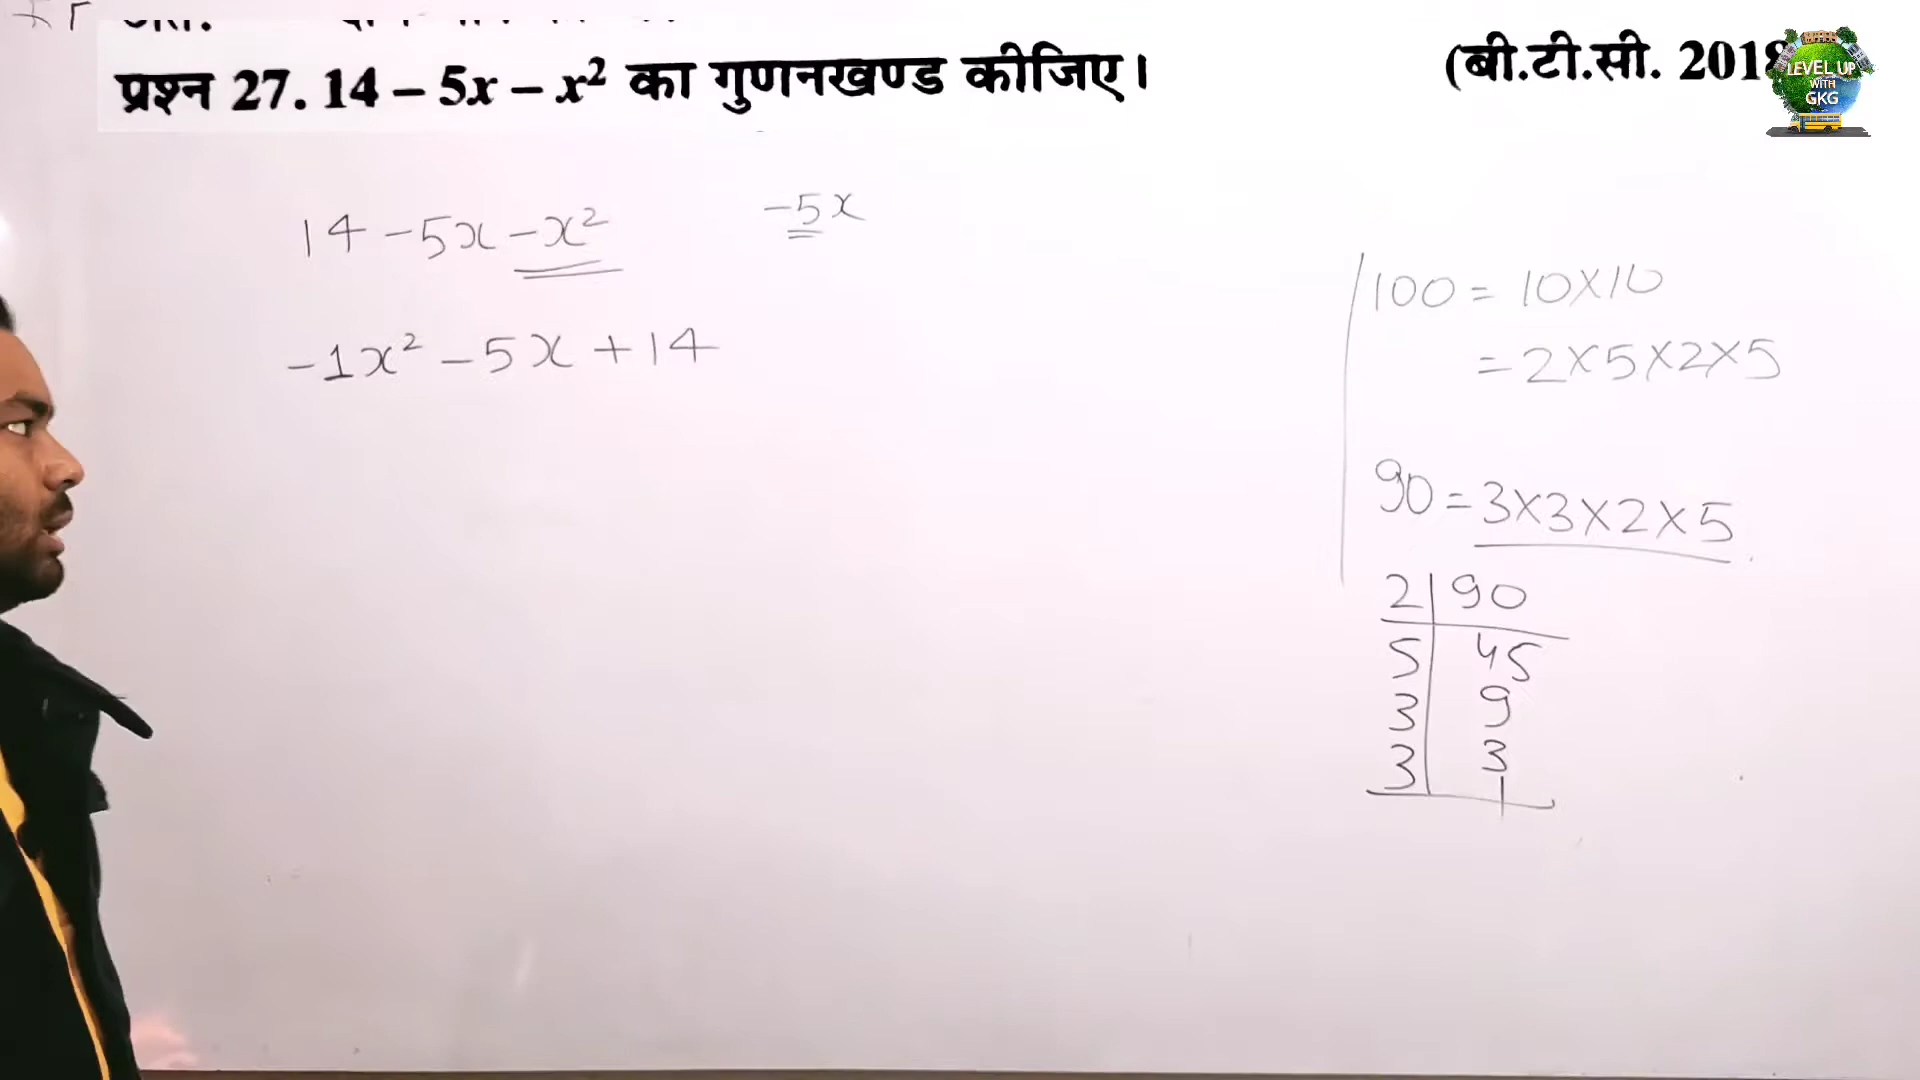 प्रश्न 27. 14 – 5x – x² का गुणनखण्ड कीजिए।
(बी.टी.सी. 2018
LEVEL UP
WITH
GKG
14 - 5x - x²
-5x
-1x² - 5x + 14
100 = 10×10
= 2×5×2×5
90 = 3×3×2×5
2 | 90
5 | 45
3 | 9
3 | 3
1